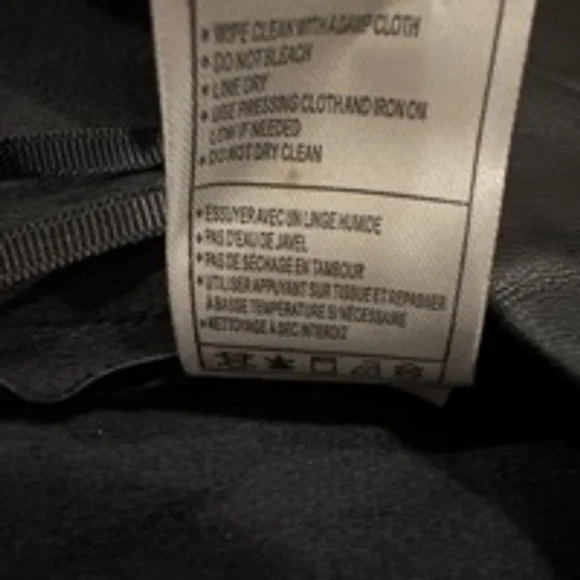 • WIPE CLEAN WITH A DAMP CLOTH
• DO NOT BLEACH
• LINE DRY
• USE PRESSING CLOTH AND IRON ON
LOW IF NEEDED
• DO NOT DRY CLEAN
• ESSUYER AVEC UN LINGE HUMIDE
• PAS D'EAU DE JAVEL
• PAS DE SÉCHAGE EN TAMBOUR
• UTILISER APPUYANT SUR TISSUE ET REPASSER
À BASSE TEMPERATURE SI NÉCESSAIRE
• NETTOYAGE À SEC INTERDIT